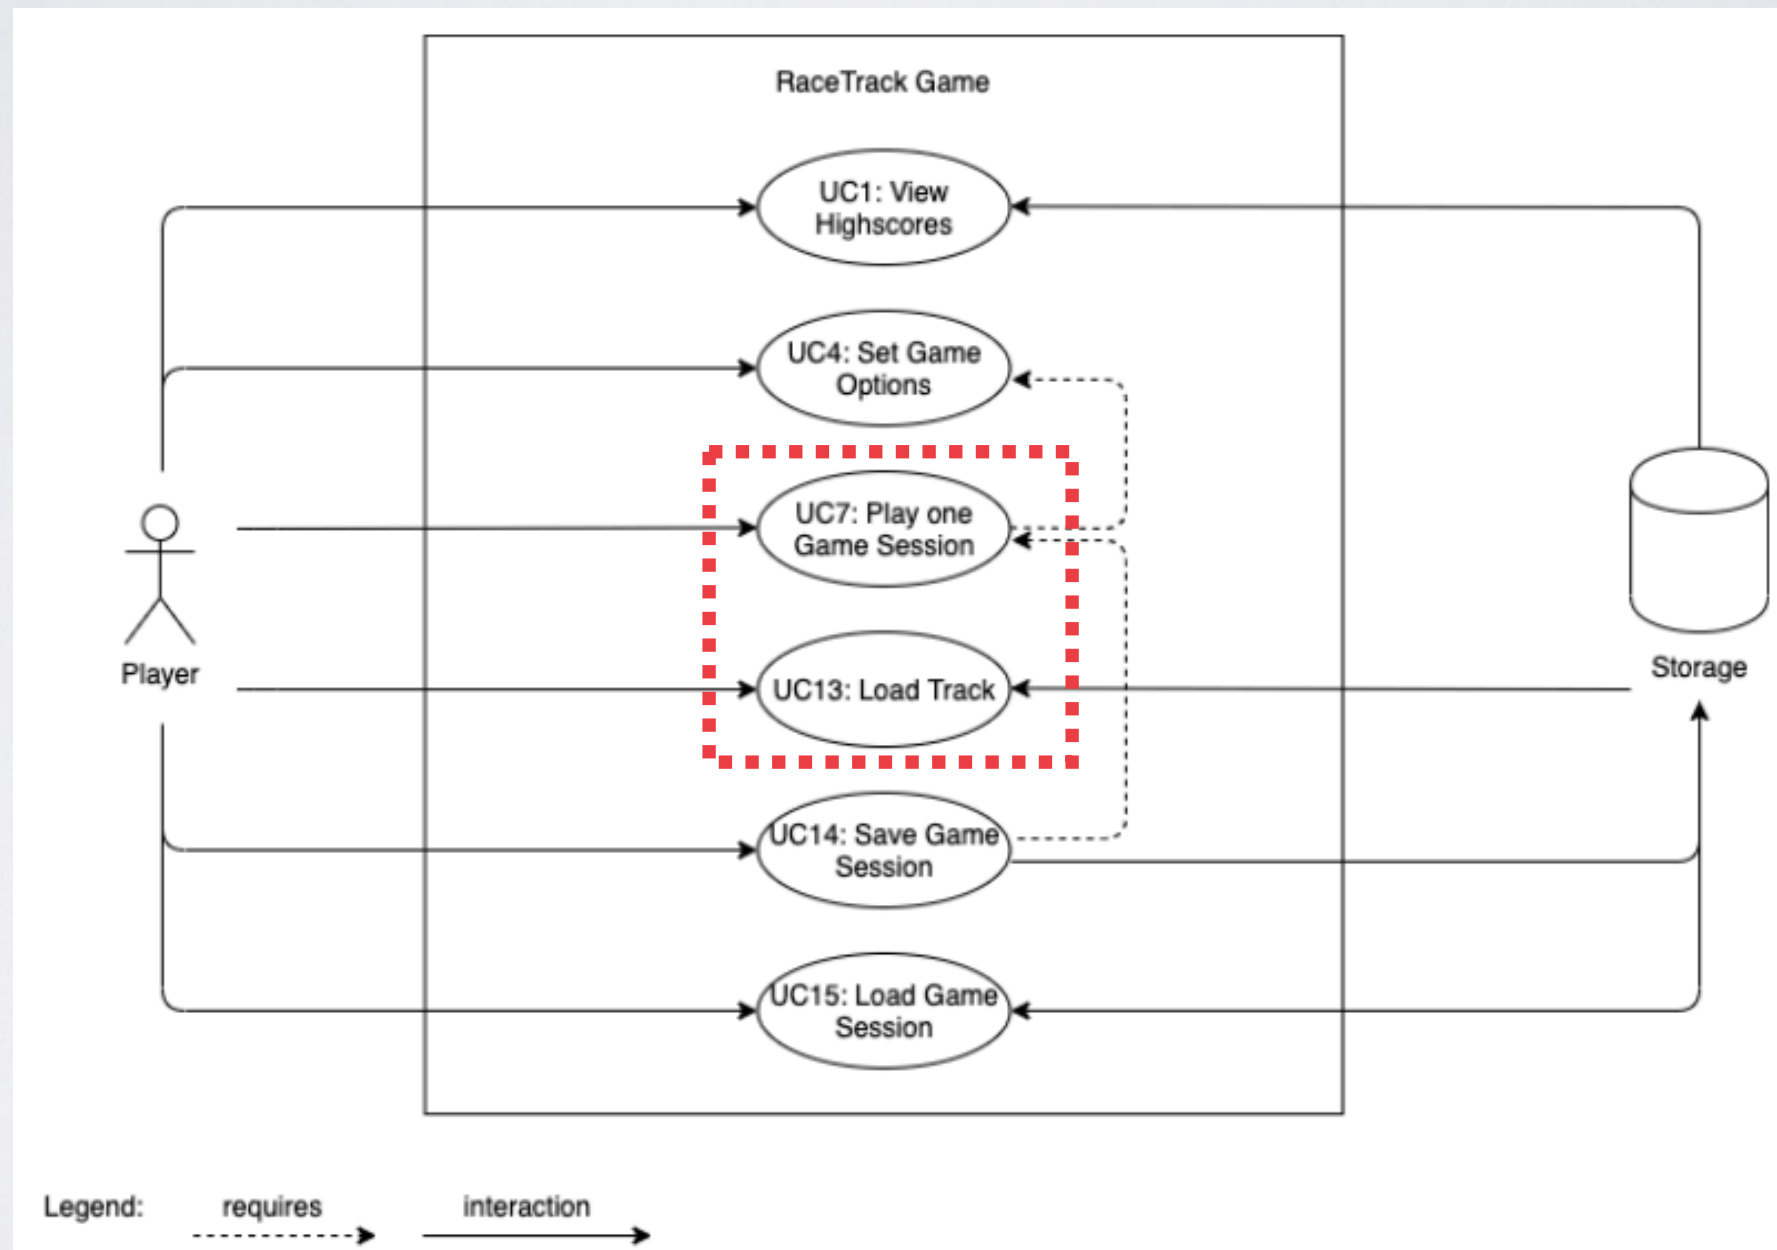 RaceTrack Game
UC1: View
Highscores
UC4: Set Game
Options
UC7: Play one
Game Session
UC13: Load Track
UC14: Save Game
Session
UC15: Load Game
Session
Player
Storage
Legend:
requires
interaction